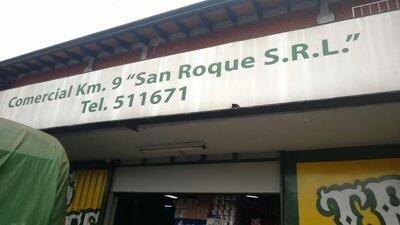 Comercial Km. 9 “San Roque S.R.L.”
Tel. 511671